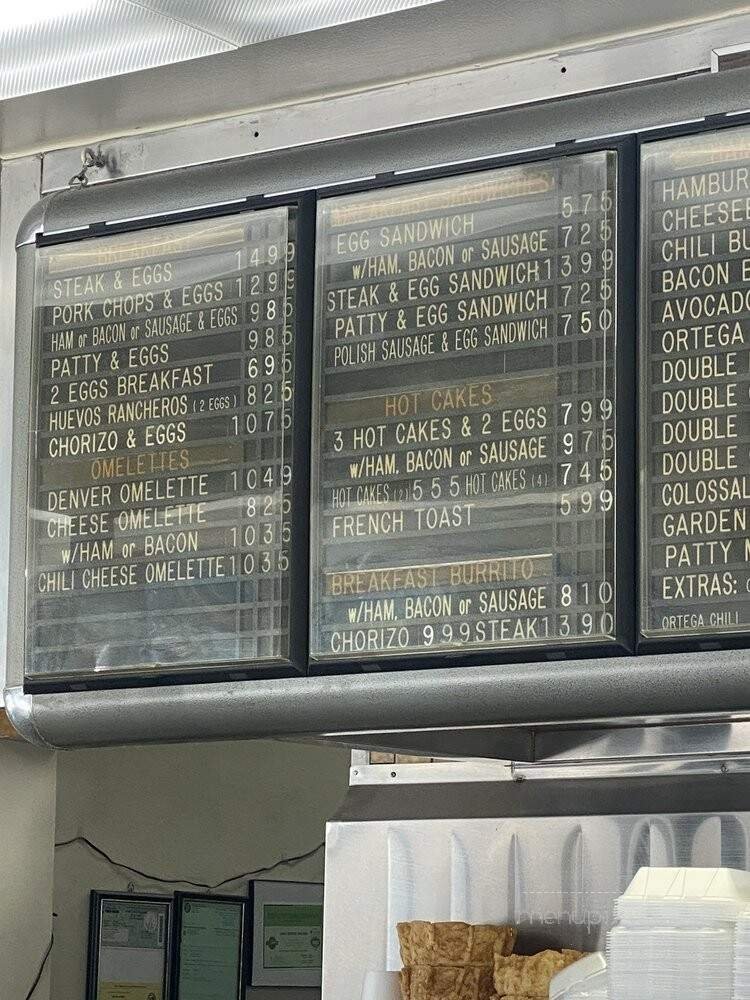 BREAKFAST
STEAK & EGGS 1499
PORK CHOPS & EGGS 1299
HAM or BACON or SAUSAGE & EGGS 985
PATTY & EGGS 985
2 EGGS BREAKFAST 695
HUEVOS RANCHEROS (2 EGGS) 825
CHORIZO & EGGS 1075
OMELETTES
DENVER OMELETTE 1049
CHEESE OMELETTE 825
w/HAM or BACON 1035
CHILI CHEESE OMELETTE 1035
BREAKFAST SANDWICHES
EGG SANDWICH 575
w/HAM, BACON or SAUSAGE 725
STEAK & EGG SANDWICH 1399
PATTY & EGG SANDWICH 725
POLISH SAUSAGE & EGG SANDWICH 750
HOT CAKES
3 HOT CAKES & 2 EGGS 799
w/HAM, BACON or SAUSAGE 975
HOT CAKES (2) 555 HOT CAKES (4) 745
FRENCH TOAST 599
BREAKFAST BURRITO
w/HAM, BACON or SAUSAGE 810
CHORIZO 999 STEAK 1390
HAMBUR
CHEESE
CHILI BU
BACON
AVOCADO
ORTEGA
DOUBLE
DOUBLE
DOUBLE
DOUBLE
COLOSSAL
GARDEN
PATTY
EXTRAS:
ORTEGA CHILI
menupi